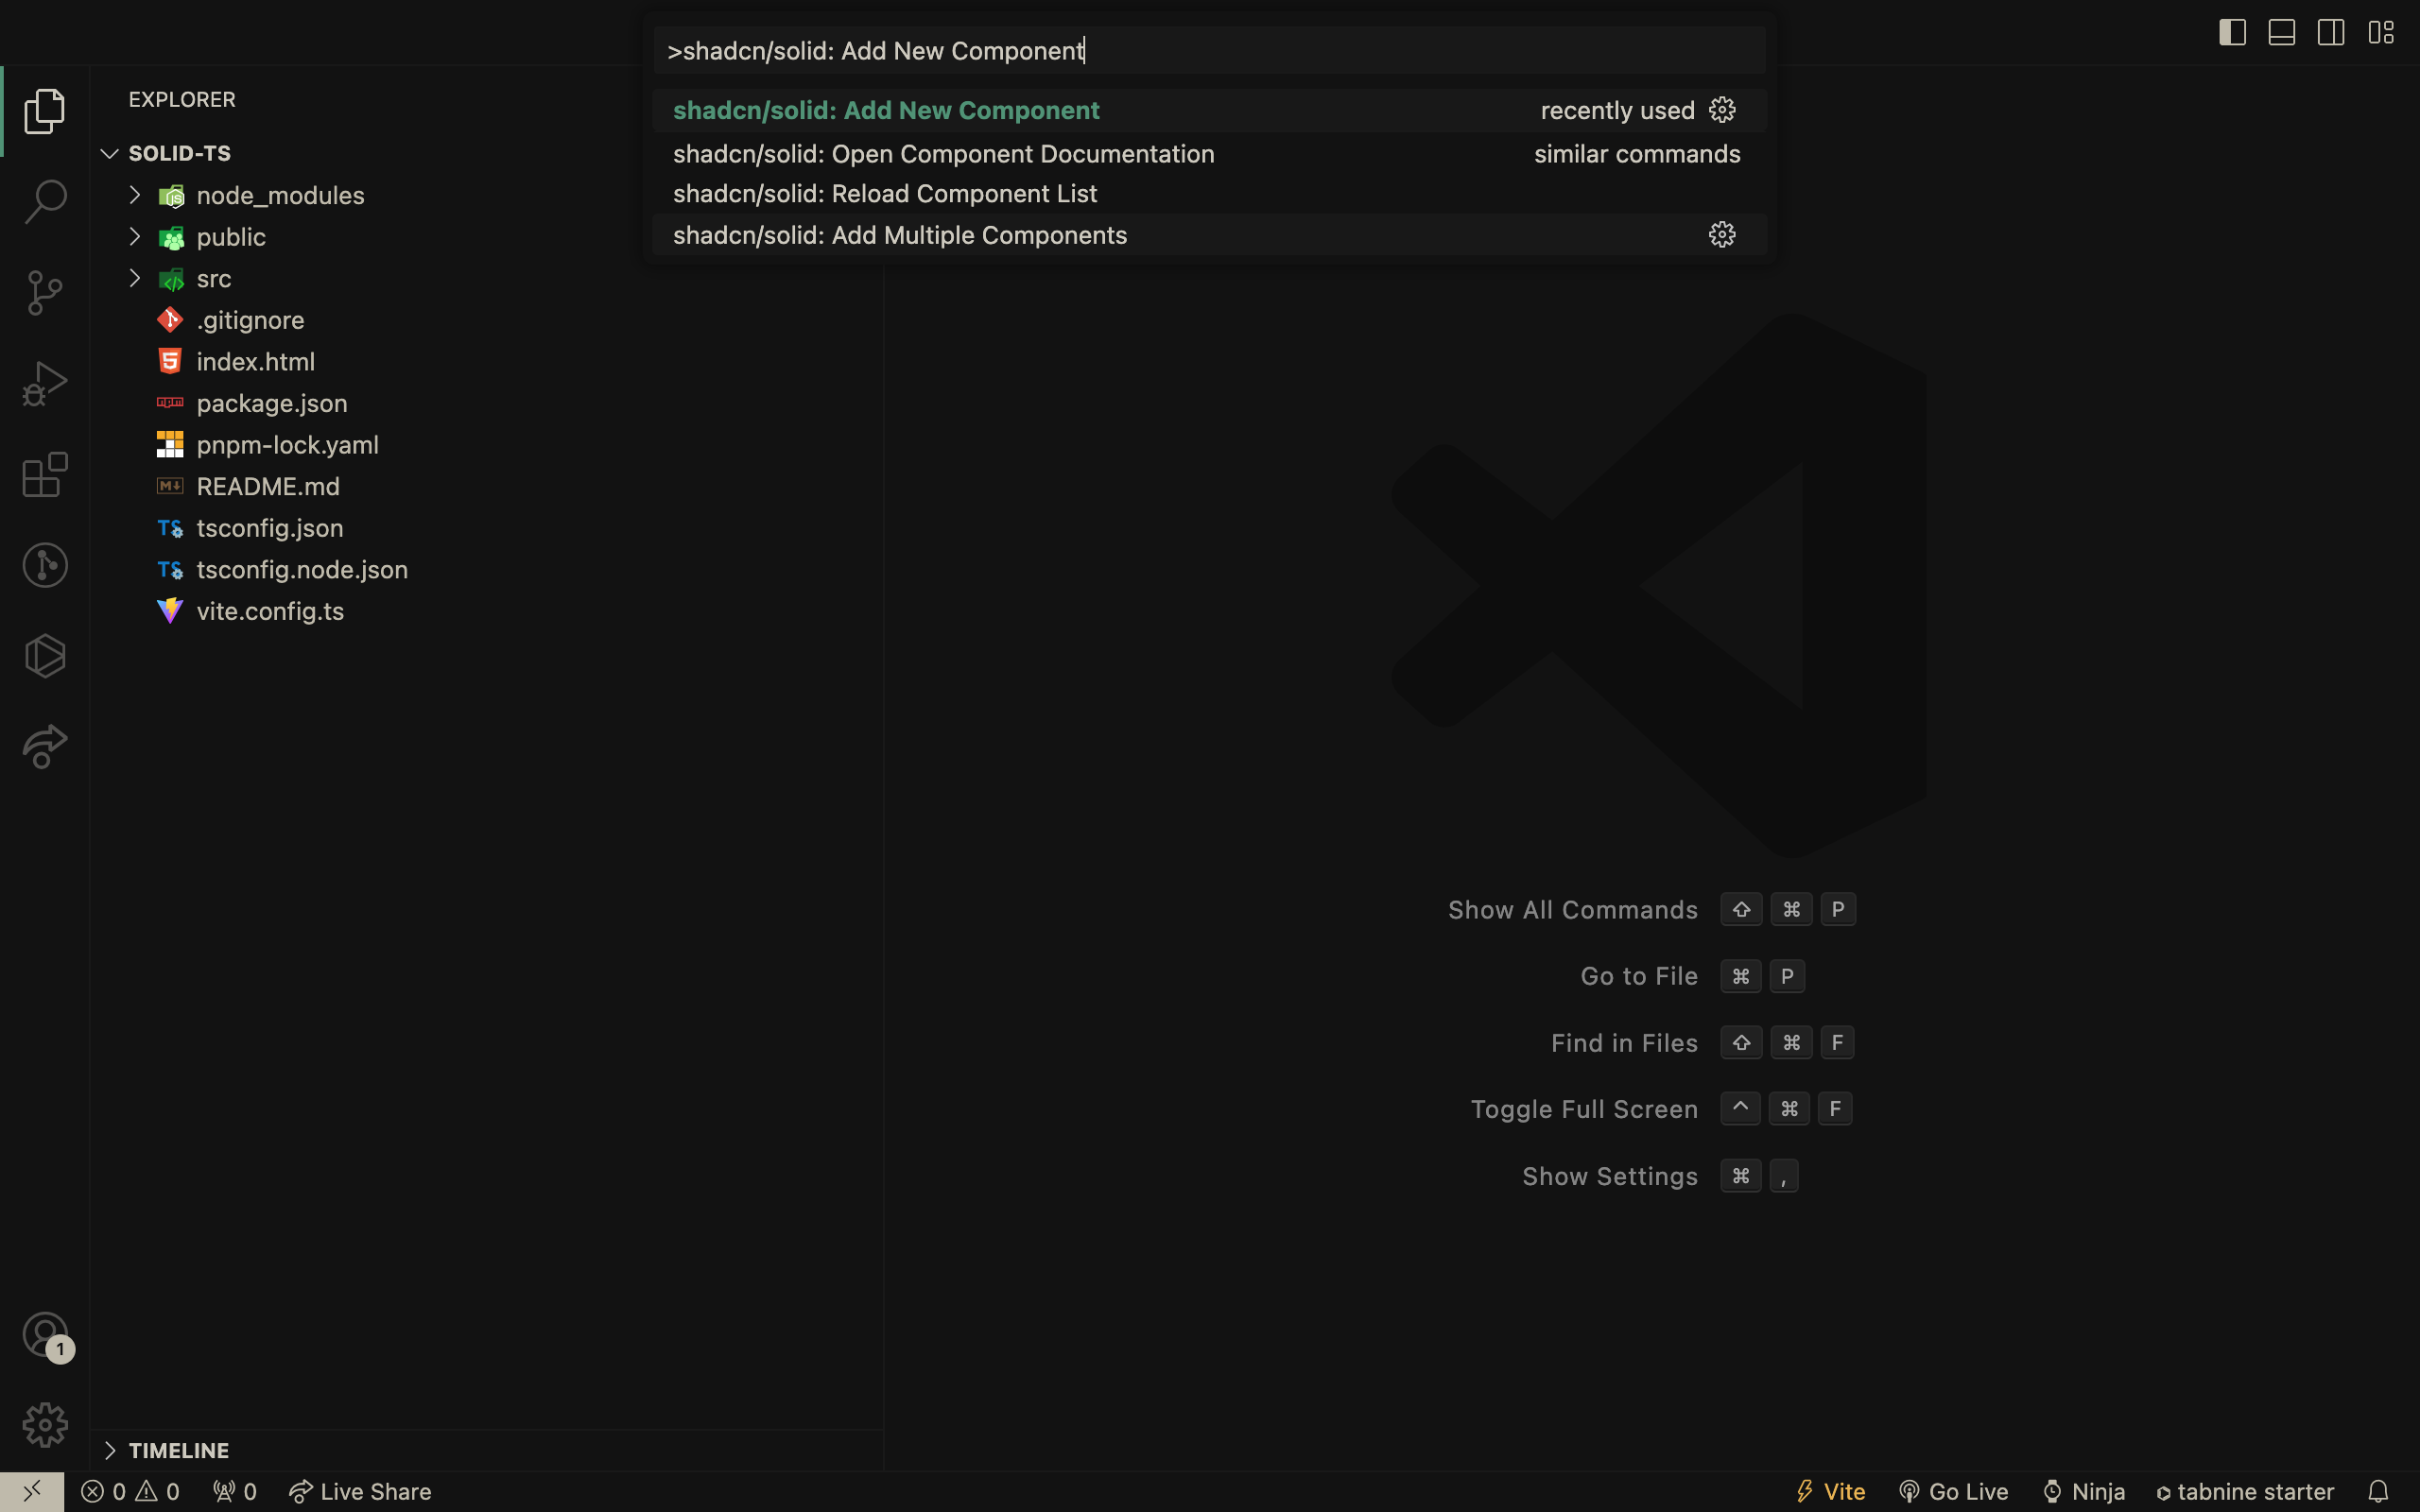 >shadcn/solid: Add New Component
shadcn/solid: Add New Component recently used
shadcn/solid: Open Component Documentation similar commands
shadcn/solid: Reload Component List
shadcn/solid: Add Multiple Components
EXPLORER
SOLID-TS
node_modules
public
src
.gitignore
index.html
package.json
pnpm-lock.yaml
README.md
tsconfig.json
tsconfig.node.json
vite.config.ts
Show All Commands ⇧ ⌘ P
Go to File ⌘ P
Find in Files ⇧ ⌘ F
Toggle Full Screen ^ ⌘ F
Show Settings ⌘ ,
1
TIMELINE
0 0 0 Live Share Vite Go Live Ninja tabnine starter